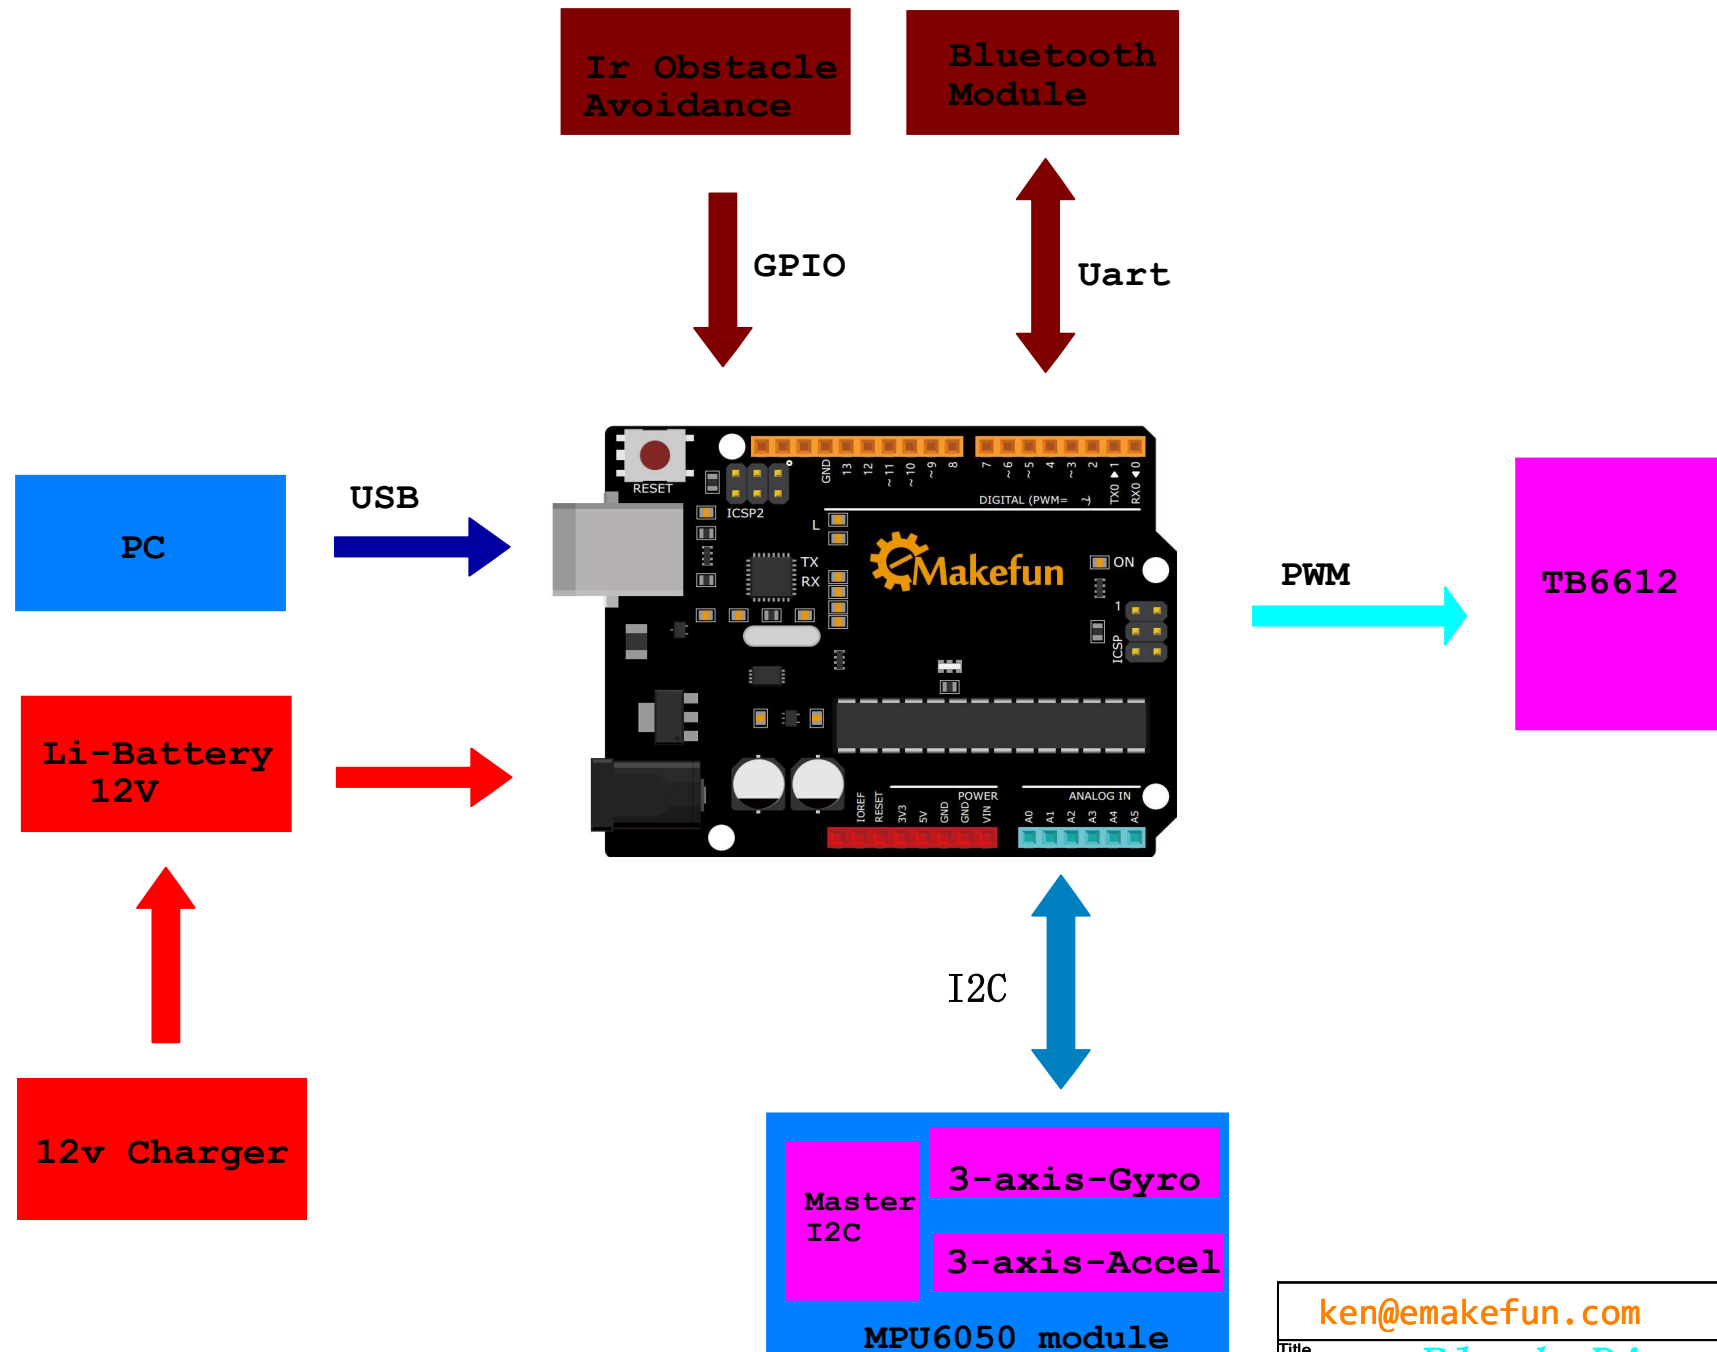 Ir Obstacle
Avoidance
Bluetooth
Module
GPIO
Uart
PC
USB
RESET
ICSP2
GND
13
12
~11
~10
~9
8
7
~6
~5
4
~3
2
TX0 ▶ 1
RX0 ◀ 0
DIGITAL (PWM= ~)
L
TX
RX
Makefun
ON
1
ICSP
PWM
TB6612
Li-Battery
12V
IOREF
RESET
3V3
5V
GND
GND
VIN
POWER
ANALOG IN
A0
A1
A2
A3
A4
A5
I2C
12v Charger
Master
I2C
3-axis-Gyro
3-axis-Accel
MPU6050 module
ken@emakefun.com
Title